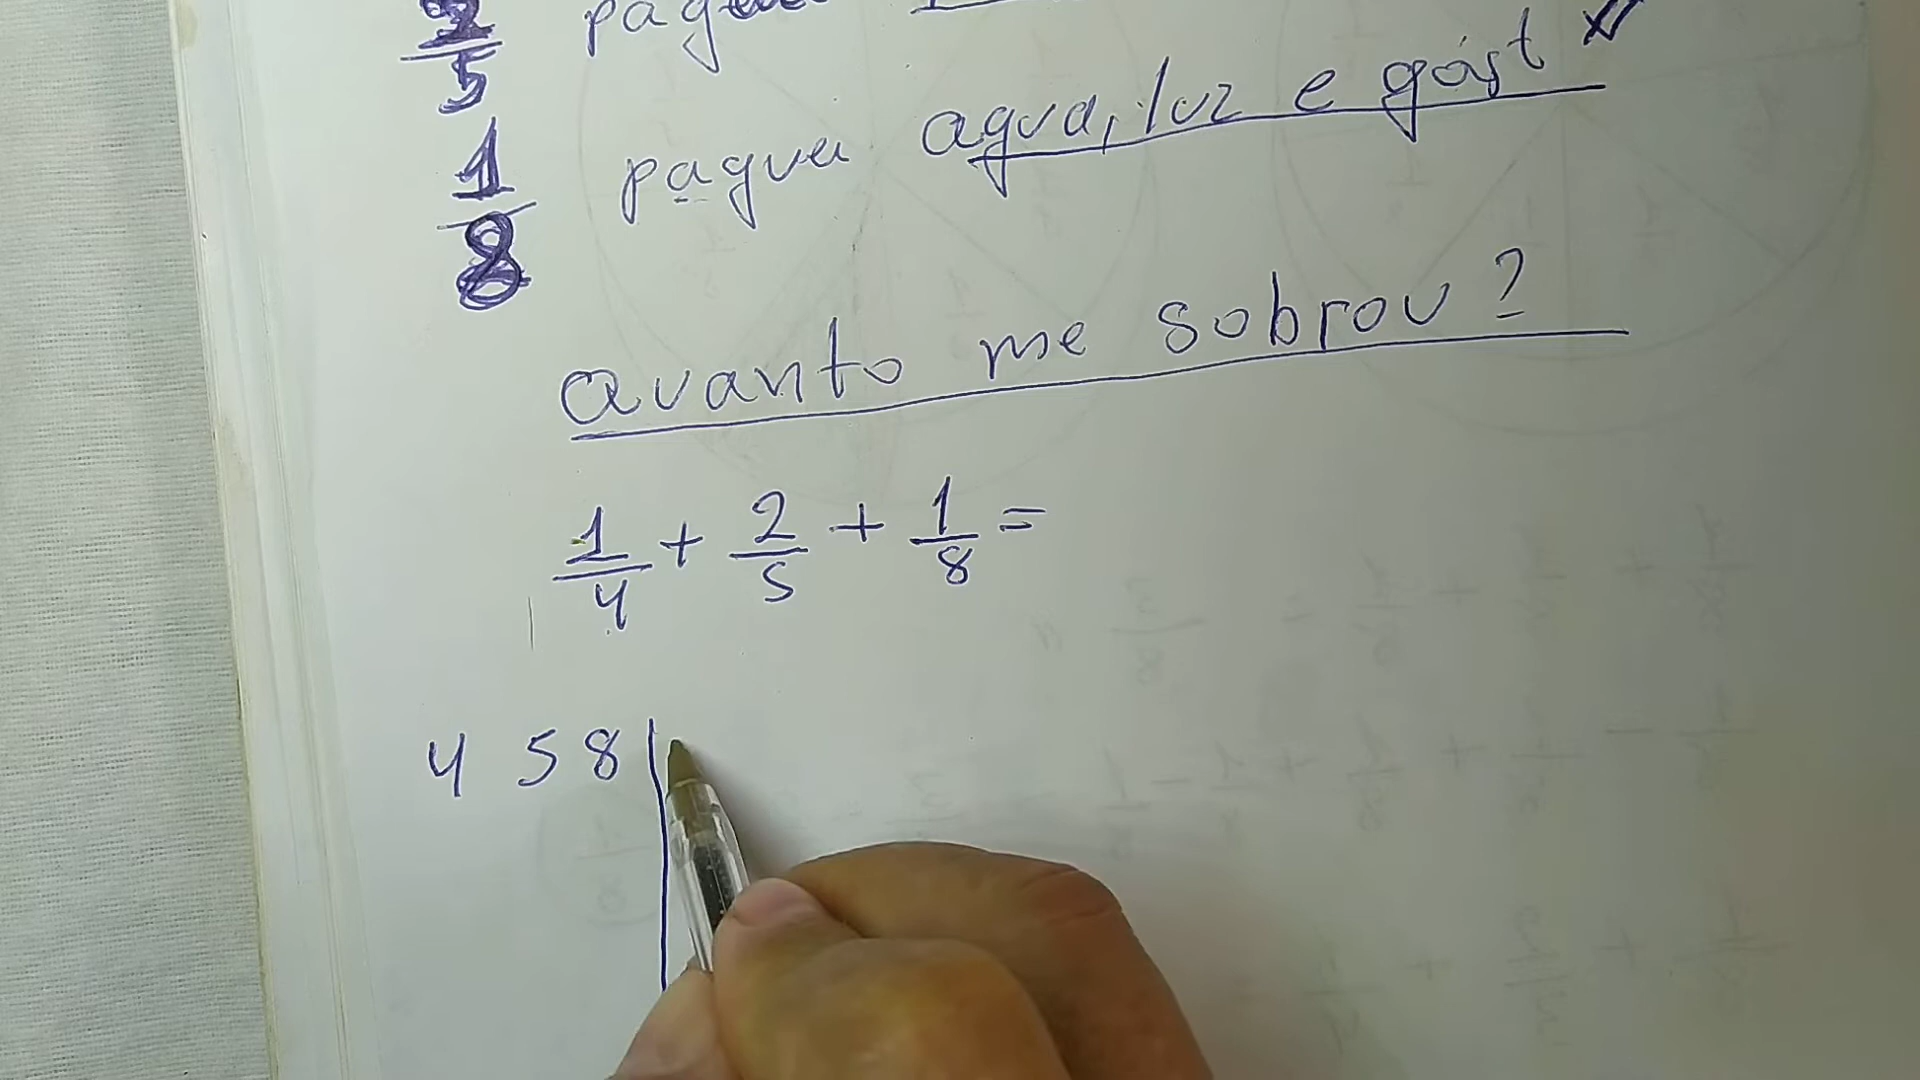 2/5
1/8 paguei agua, luz e gást
Quanto me sobrou?
1/4 + 2/5 + 1/8 =
4 5 8